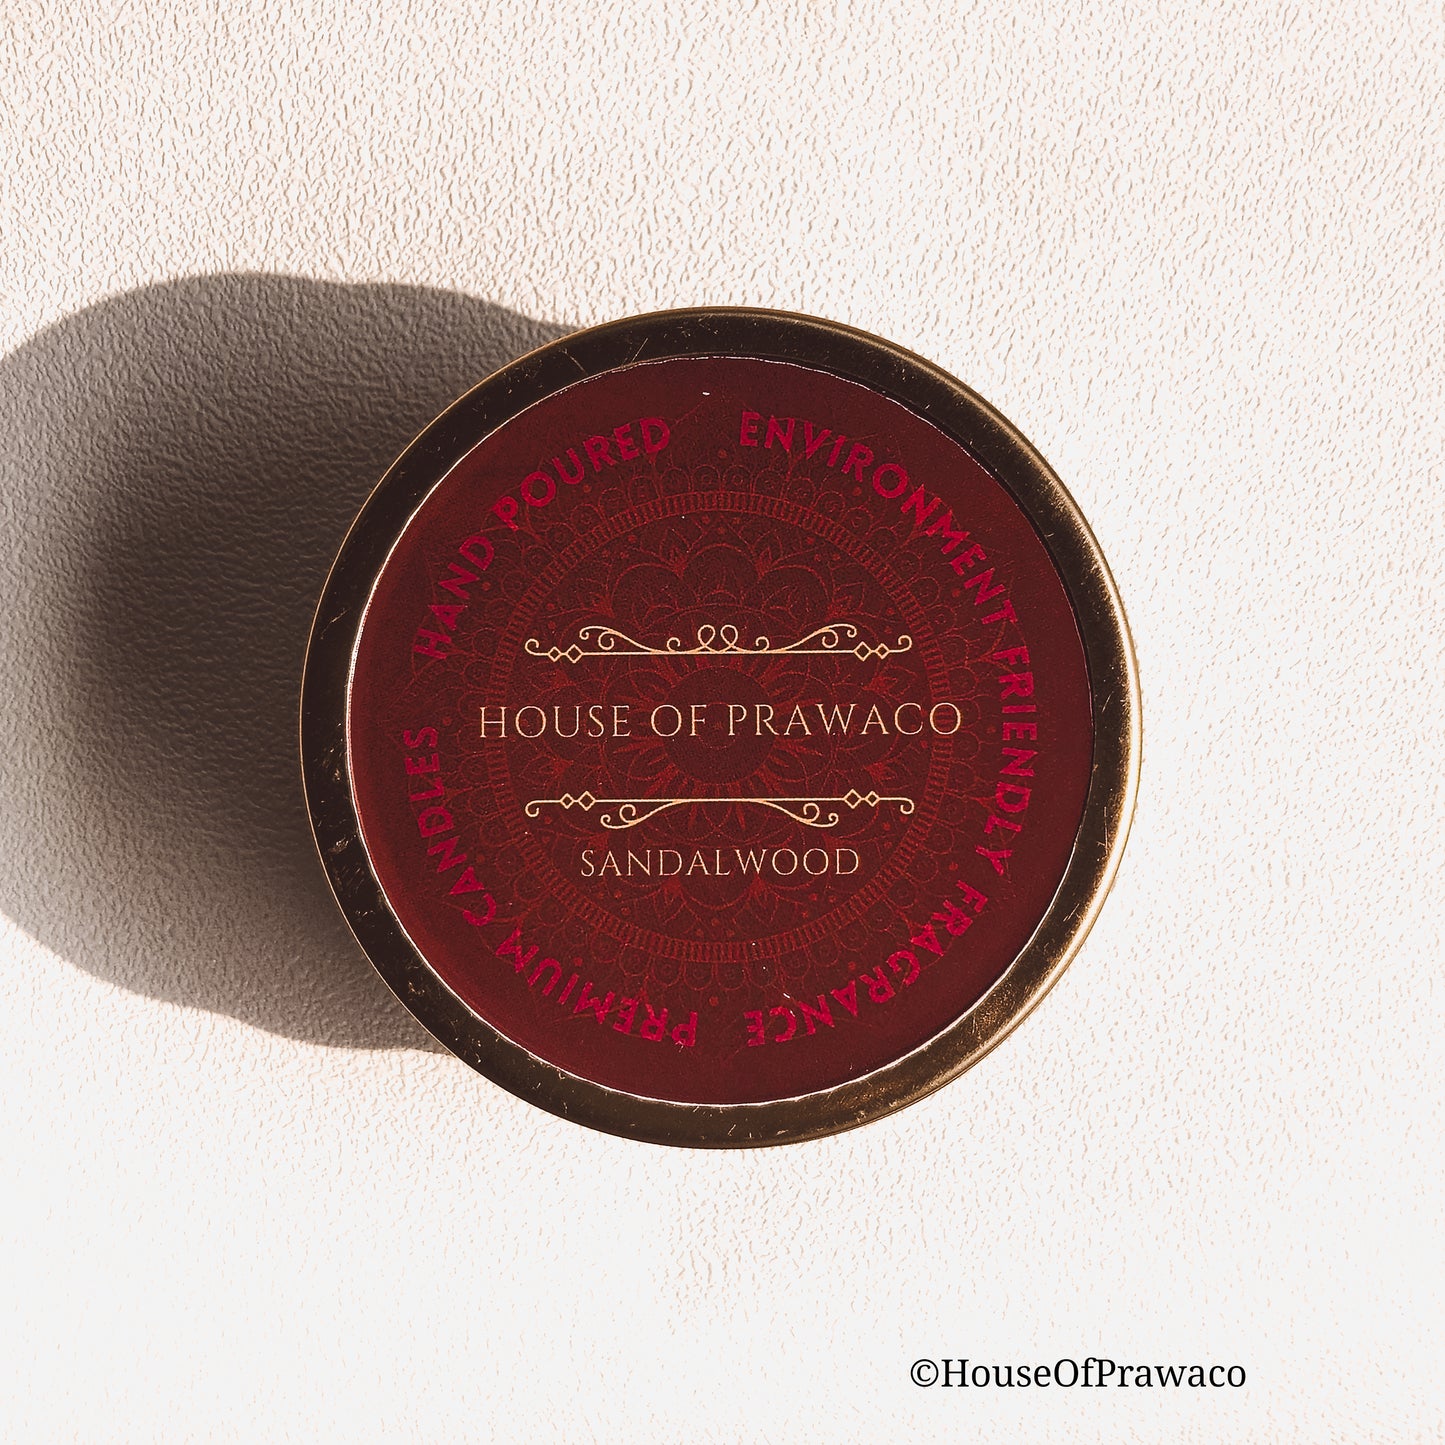 HAND POURED
ENVIRONMENT FRIENDLY FRAGRANCE
PREMIUM CANDLES
HOUSE OF PRAWACO
SANDALWOOD
©HouseOfPrawaco